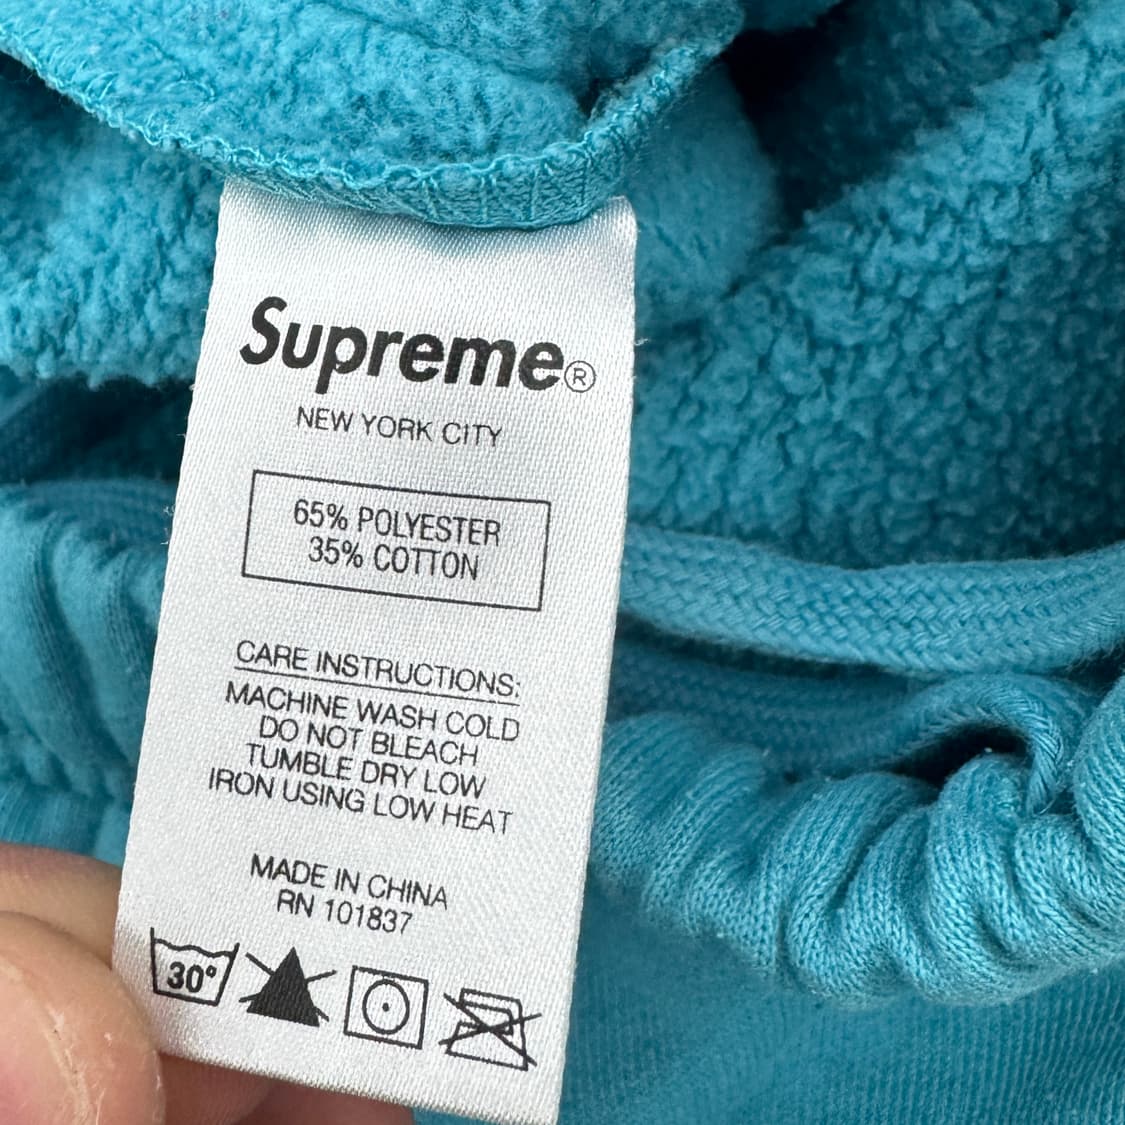 Supreme®
NEW YORK CITY
65% POLYESTER
35% COTTON
CARE INSTRUCTIONS:
MACHINE WASH COLD
DO NOT BLEACH
TUMBLE DRY LOW
IRON USING LOW HEAT
MADE IN CHINA
RN 101837
30°